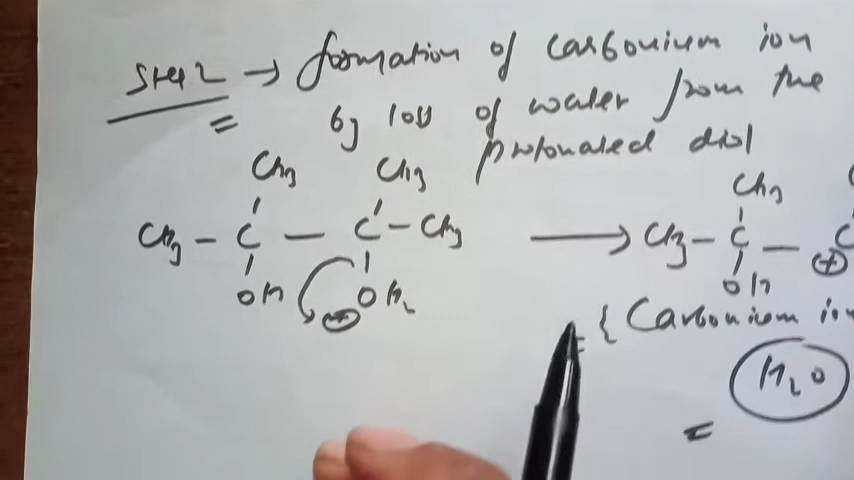 Step 2 → formation of carbonium ion
by loss of water from the
protonated diol
CH3 CH3 CH3
CH3 – C – C – CH3 → CH3 – C – C
OH OH2 ⊕ OH ⊕
{ Carbonium ion
H2O